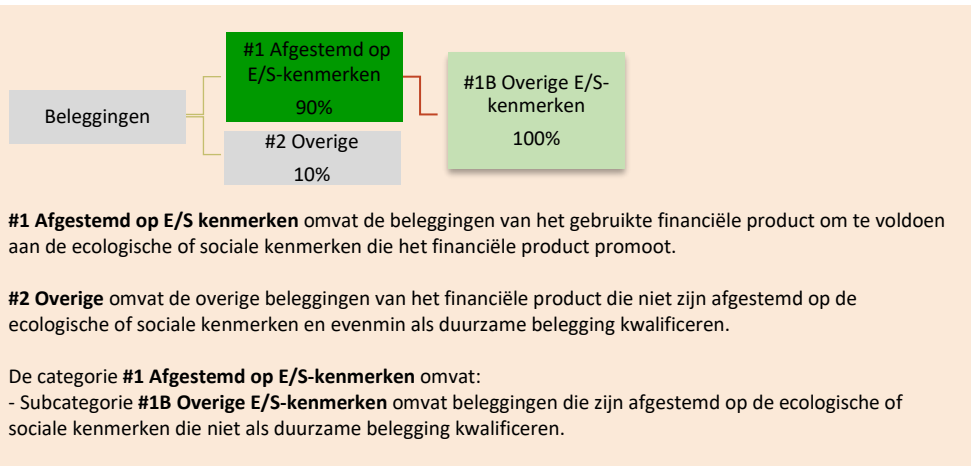 #1 Afgestemd op
E/S-kenmerken
90%
#1B Overige E/S-
kenmerken
100%
Beleggingen
#2 Overige
10%
#1 Afgestemd op E/S kenmerken omvat de beleggingen van het gebruikte financiële product om te voldoen
aan de ecologische of sociale kenmerken die het financiële product promoot.
#2 Overige omvat de overige beleggingen van het financiële product die niet zijn afgestemd op de
ecologische of sociale kenmerken en evenmin als duurzame belegging kwalificeren.
De categorie #1 Afgestemd op E/S-kenmerken omvat:
- Subcategorie #1B Overige E/S-kenmerken omvat beleggingen die zijn afgestemd op de ecologische of
sociale kenmerken die niet als duurzame belegging kwalificeren.